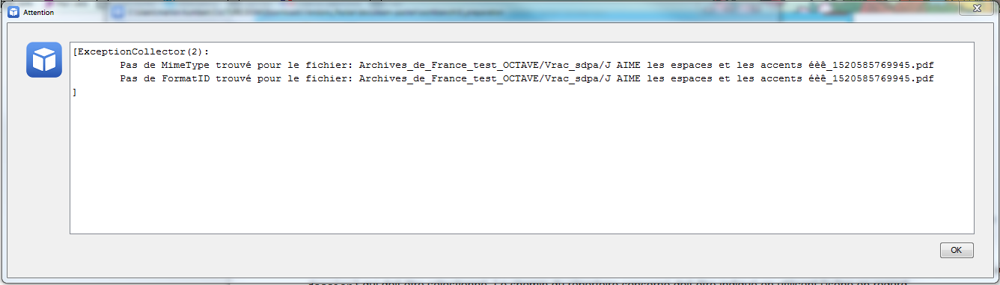 Attention
[ExceptionCollector(2):
Pas de MimeType trouvé pour le fichier: Archives_de_France_test_OCTAVE/Vrac_sdpa/J AIME les espaces et les accents éèê_1520585769945.pdf
Pas de FormatID trouvé pour le fichier: Archives_de_France_test_OCTAVE/Vrac_sdpa/J AIME les espaces et les accents éèê_1520585769945.pdf
]
OK